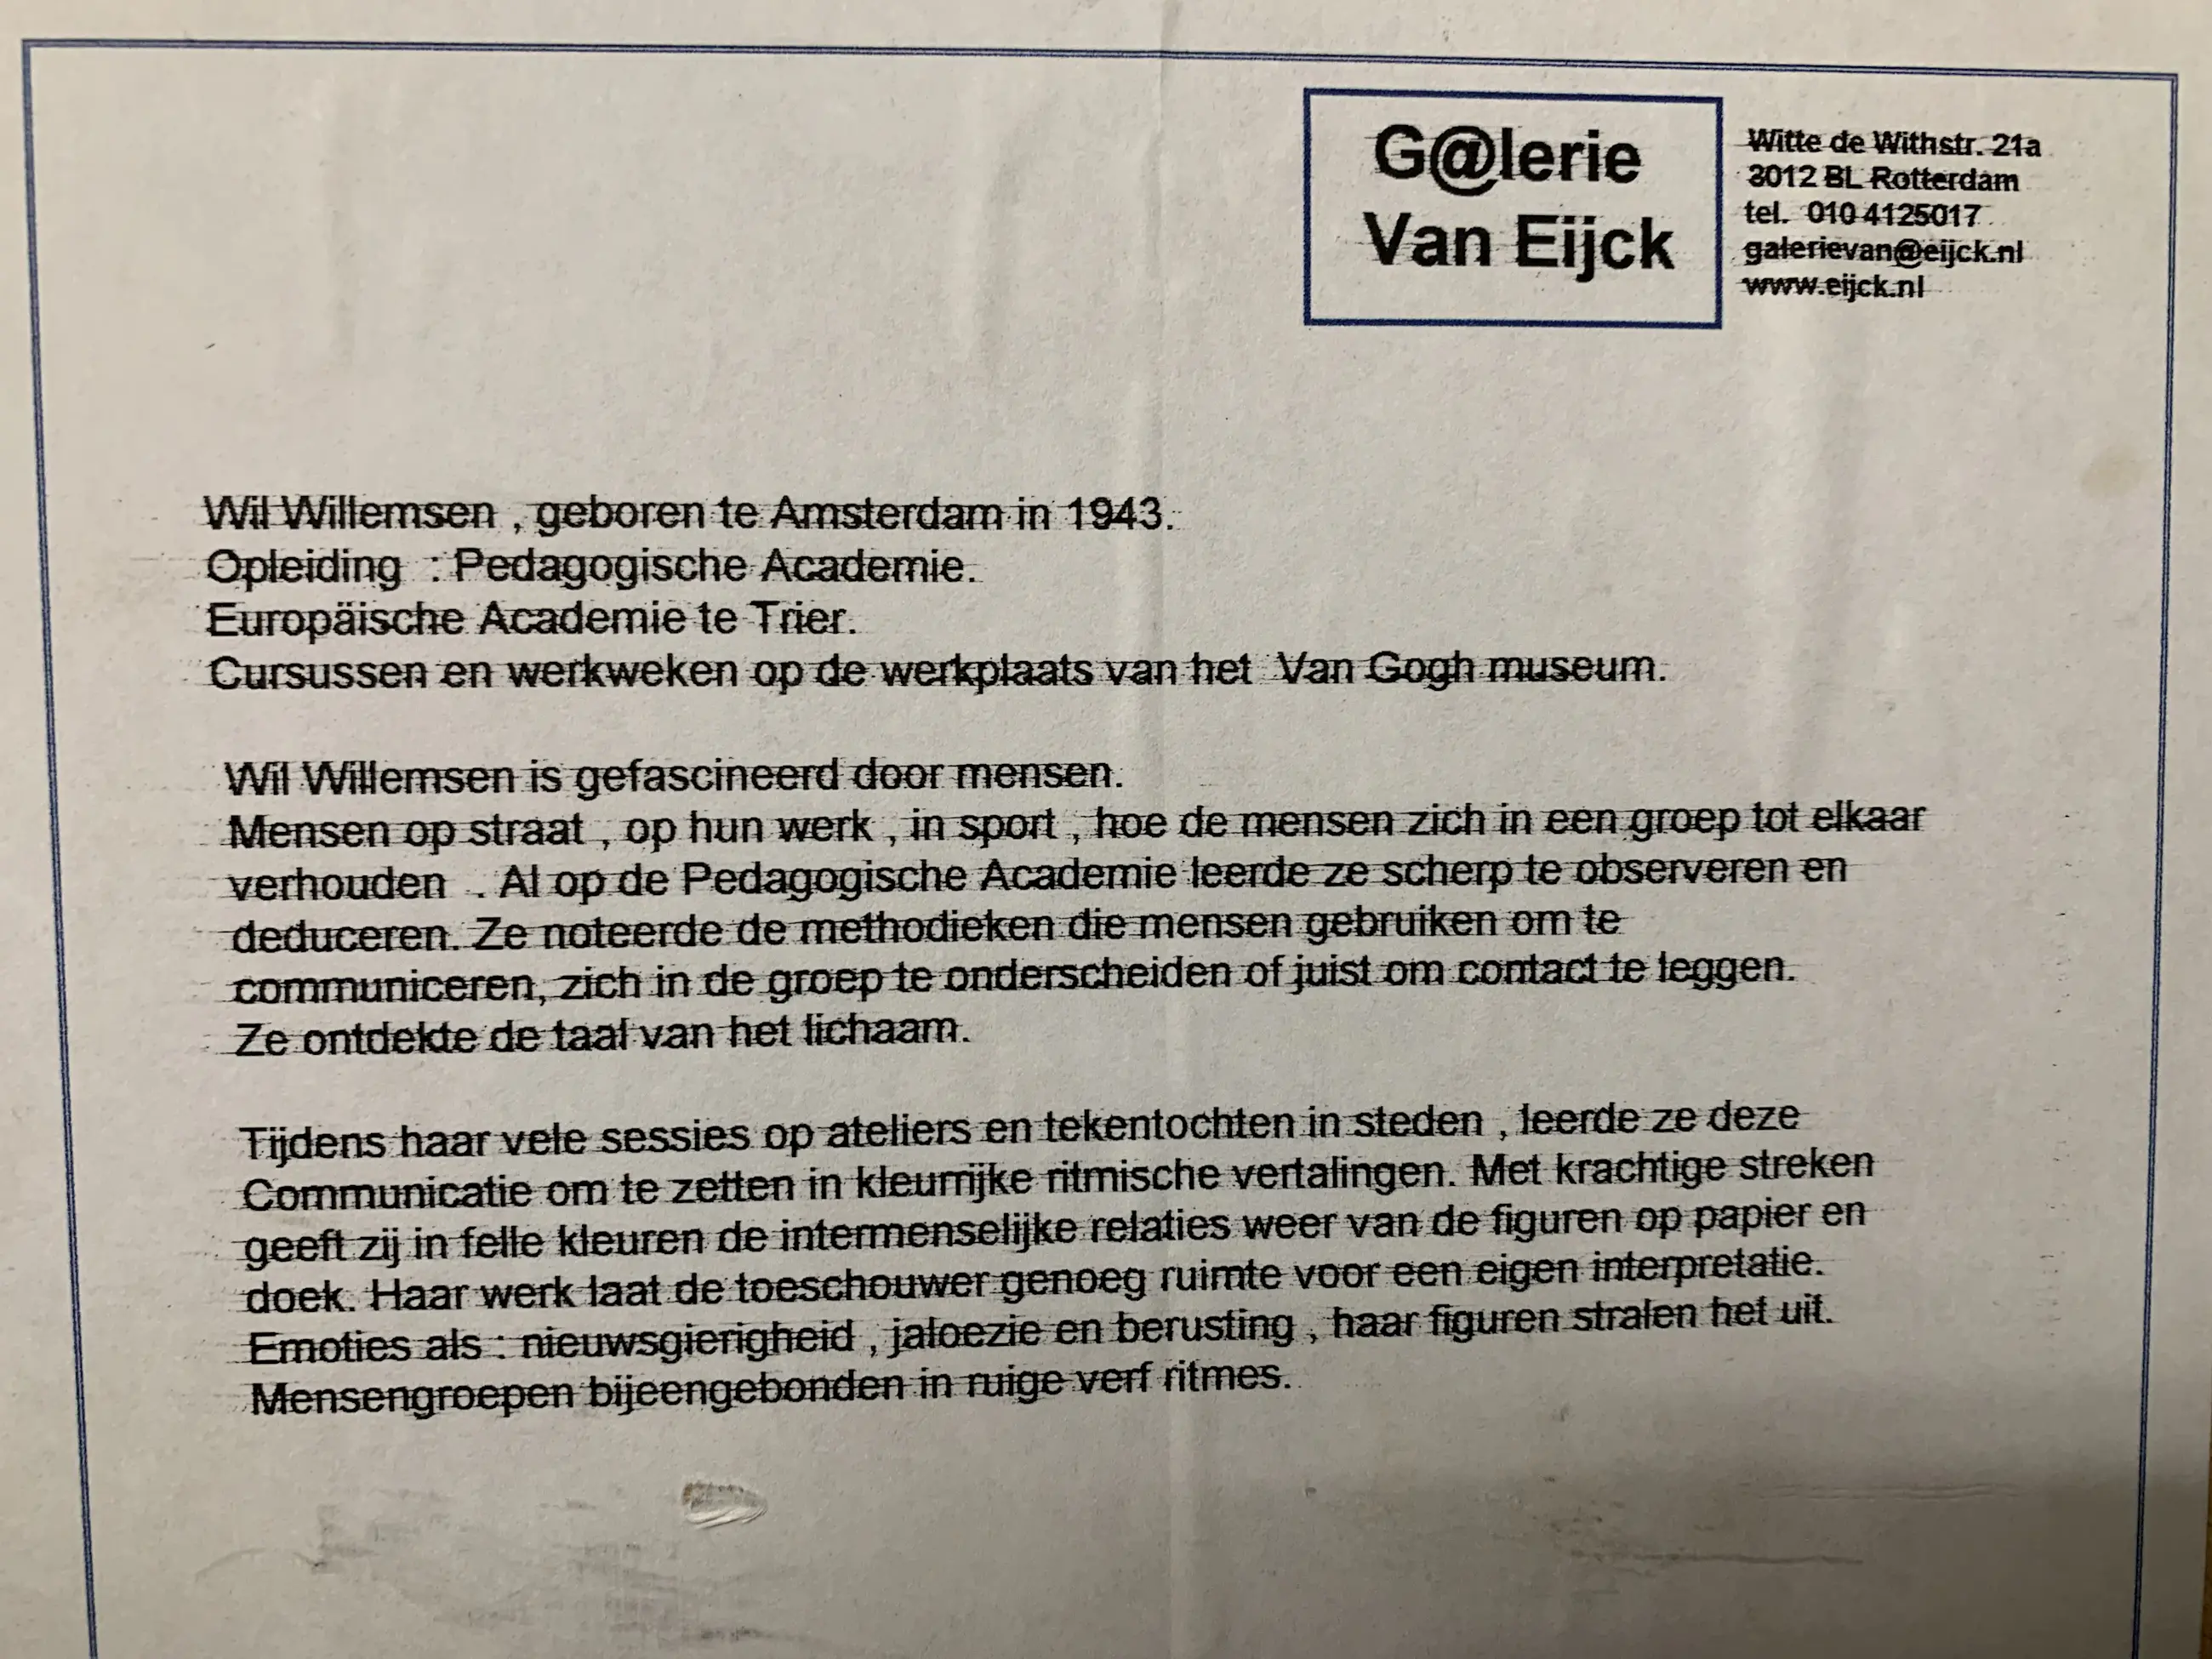 G@lerie
Van Eijck
Witte de Withstr. 21a
3012 BL Rotterdam
tel. 010 4125017
galerievan@eijck.nl
www.eijck.nl
Wil Willemsen , geboren te Amsterdam in 1943.
Opleiding : Pedagogische Academie.
Europäische Academie te Trier.
Cursussen en werkweken op de werkplaats van het Van Gogh museum.
Wil Willemsen is gefascineerd door mensen.
Mensen op straat , op hun werk , in sport , hoe de mensen zich in een groep tot elkaar
verhouden . Al op de Pedagogische Academie leerde ze scherp te observeren en
deduceren. Ze noteerde de methodieken die mensen gebruiken om te
communiceren, zich in de groep te onderscheiden of juist om contact te leggen.
Ze ontdekte de taal van het lichaam.
Tijdens haar vele sessies op ateliers en tekentochten in steden , leerde ze deze
Communicatie om te zetten in kleurrijke ritmische vertalingen. Met krachtige streken
geeft zij in felle kleuren de intermenselijke relaties weer van de figuren op papier en
doek. Haar werk laat de toeschouwer genoeg ruimte voor een eigen interpretatie.
Emoties als : nieuwsgierigheid , jaloezie en berusting , haar figuren stralen het uit.
Mensengroepen bijeengebonden in ruige verf ritmes.